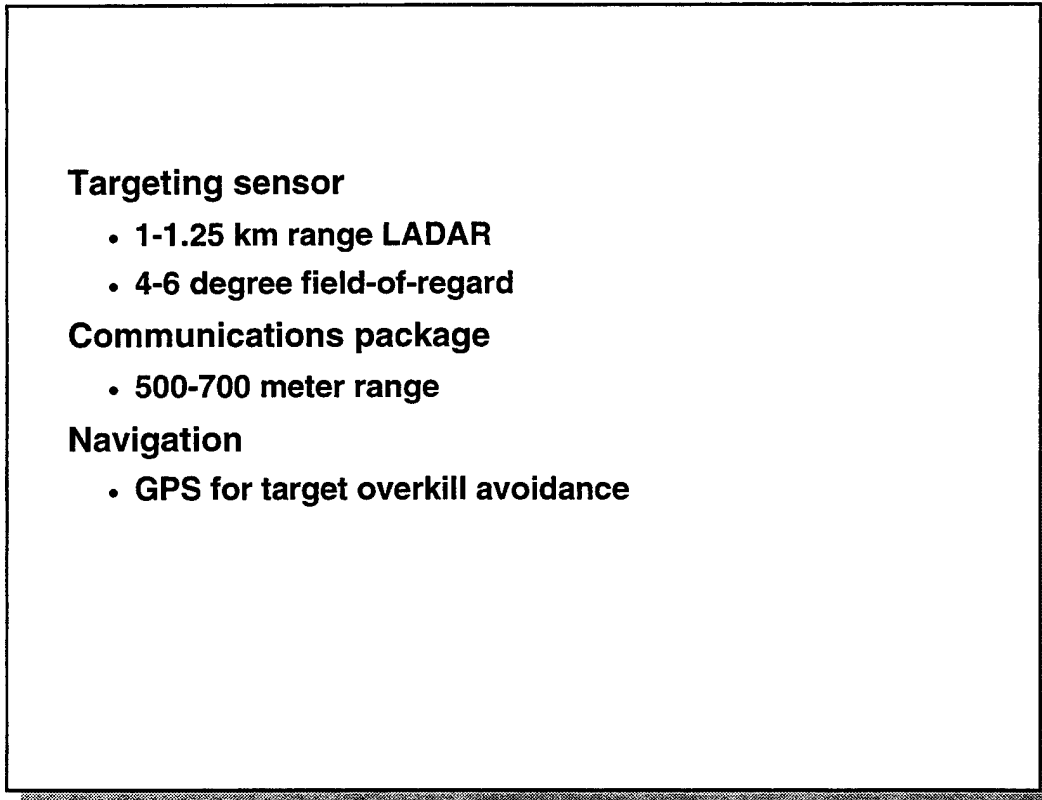 Targeting sensor
• 1-1.25 km range LADAR
• 4-6 degree field-of-regard
Communications package
• 500-700 meter range
Navigation
• GPS for target overkill avoidance